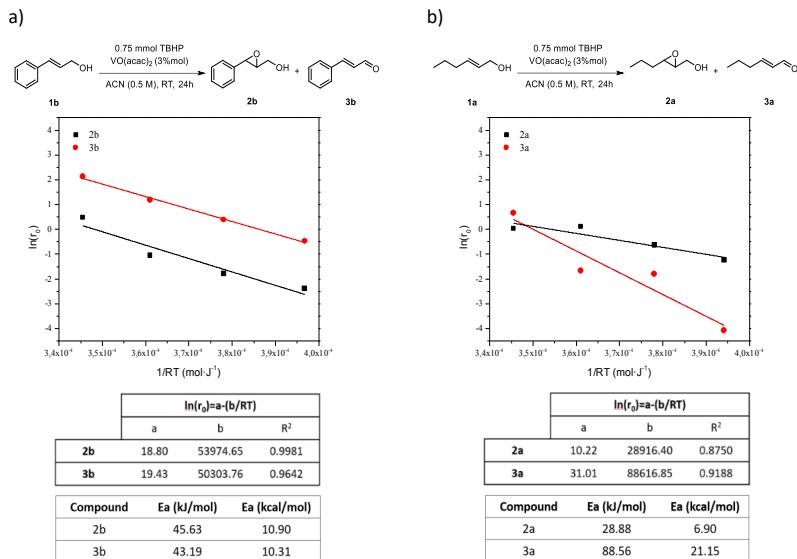 a)
0.75 mmol TBHP
VO(acac)₂ (3%mol)
ACN (0.5 M), RT, 24h
OH
O
OH
+
O
1b
2b
3b
2b
3b
ln(r₀)
5
4
3
2
1
0
-1
-2
-3
-4
3,4x10⁻⁴ 3,5x10⁻⁴ 3,6x10⁻⁴ 3,7x10⁻⁴ 3,8x10⁻⁴ 3,9x10⁻⁴ 4,0x10⁻⁴
1/RT (mol·J⁻¹)
ln(r₀)=a-(b/RT)
a b R²
2b 18.80 53974.65 0.9981
3b 19.43 50303.76 0.9642
Compound Ea (kJ/mol) Ea (kcal/mol)
2b 45.63 10.90
3b 43.19 10.31
b)
0.75 mmol TBHP
VO(acac)₂ (3%mol)
ACN (0.5 M), RT, 24h
OH
O
OH
+
O
1a
2a
3a
2a
3a
ln(r₀)
5
4
3
2
1
0
-1
-2
-3
-4
3,4x10⁻⁴ 3,5x10⁻⁴ 3,6x10⁻⁴ 3,7x10⁻⁴ 3,8x10⁻⁴ 3,9x10⁻⁴ 4,0x10⁻⁴
1/RT (mol·J⁻¹)
ln(r₀)=a-(b/RT)
a b R²
2a 10.22 28916.40 0.8750
3a 31.01 88616.85 0.9188
Compound Ea (kJ/mol) Ea (kcal/mol)
2a 28.88 6.90
3a 88.56 21.15